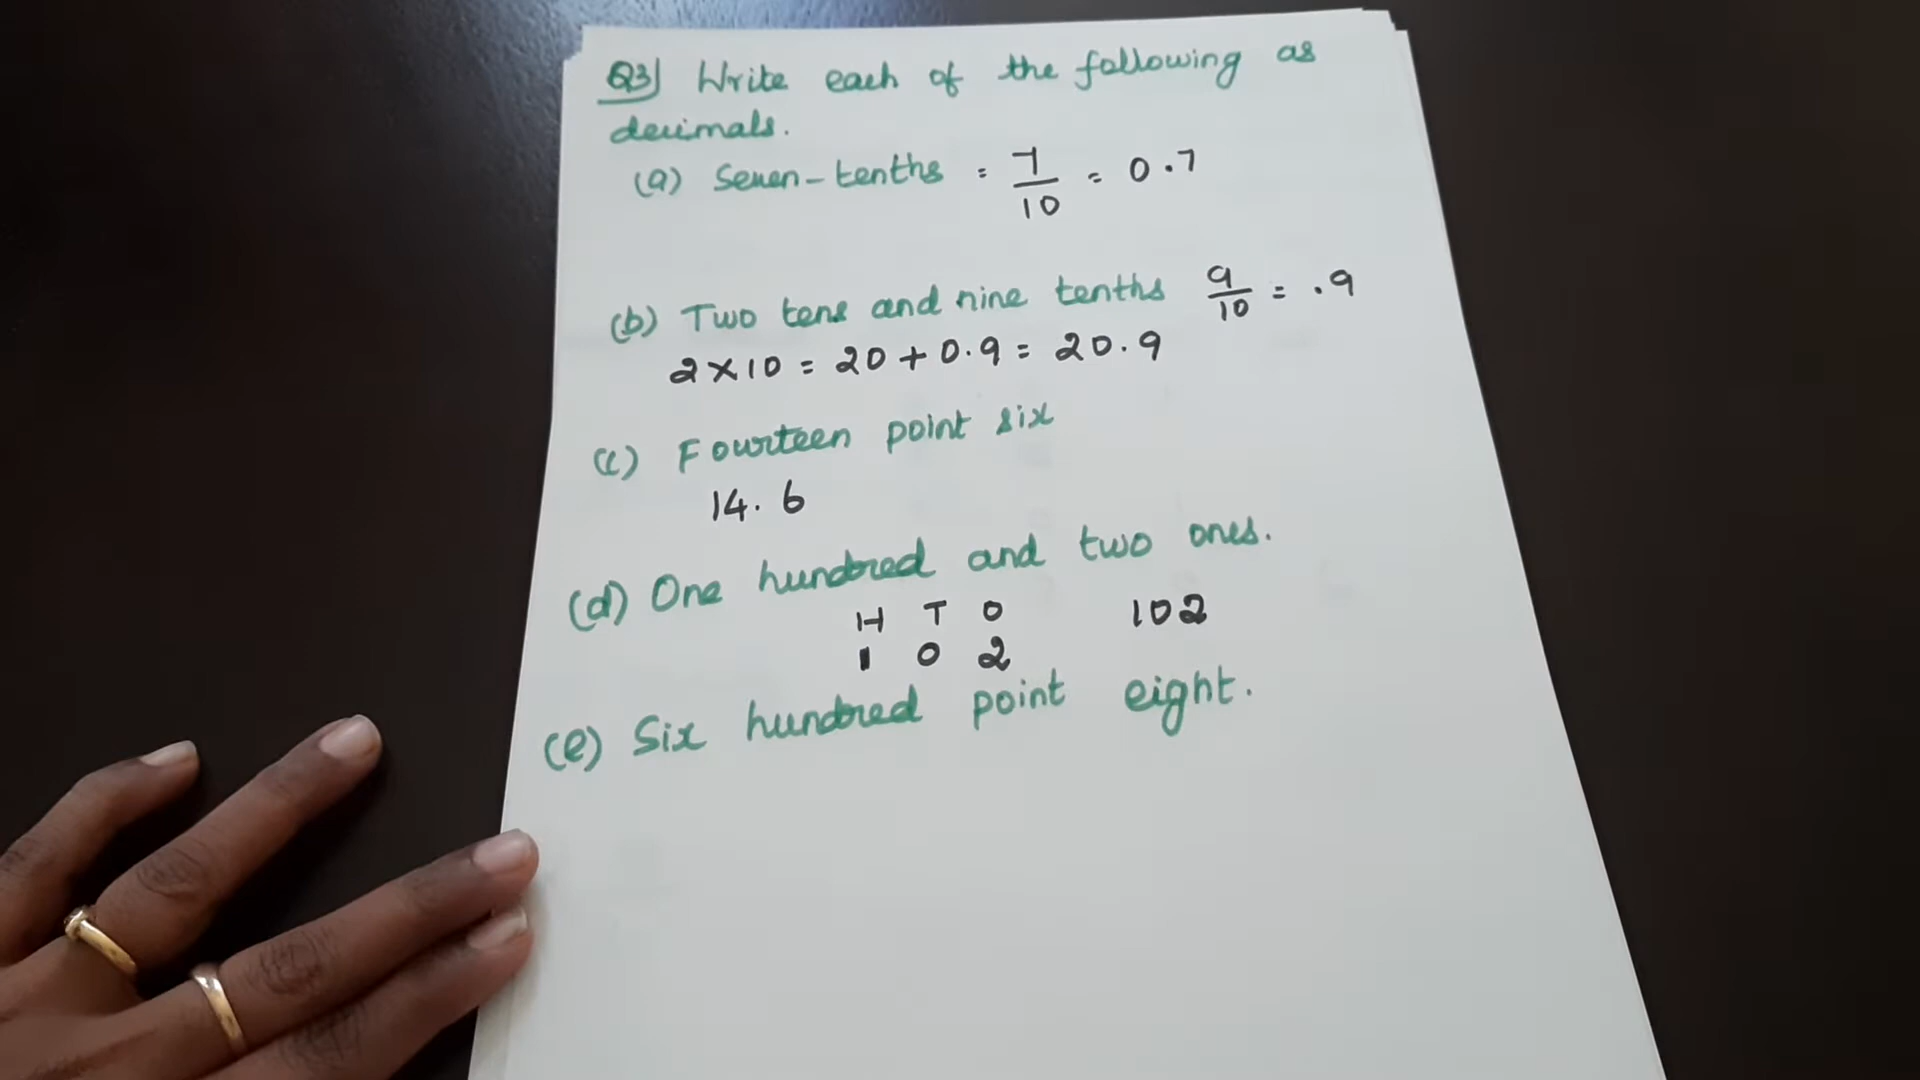 Q3) Write each of the following as
decimals.
(a) Seven-tenths = 7/10 = 0.7
(b) Two tens and nine tenths 9/10 = .9
2×10 = 20 + 0.9 = 20.9
(c) Fourteen point six
14.6
(d) One hundred and two ones.
H T O 102
1 0 2
(e) Six hundred point eight.